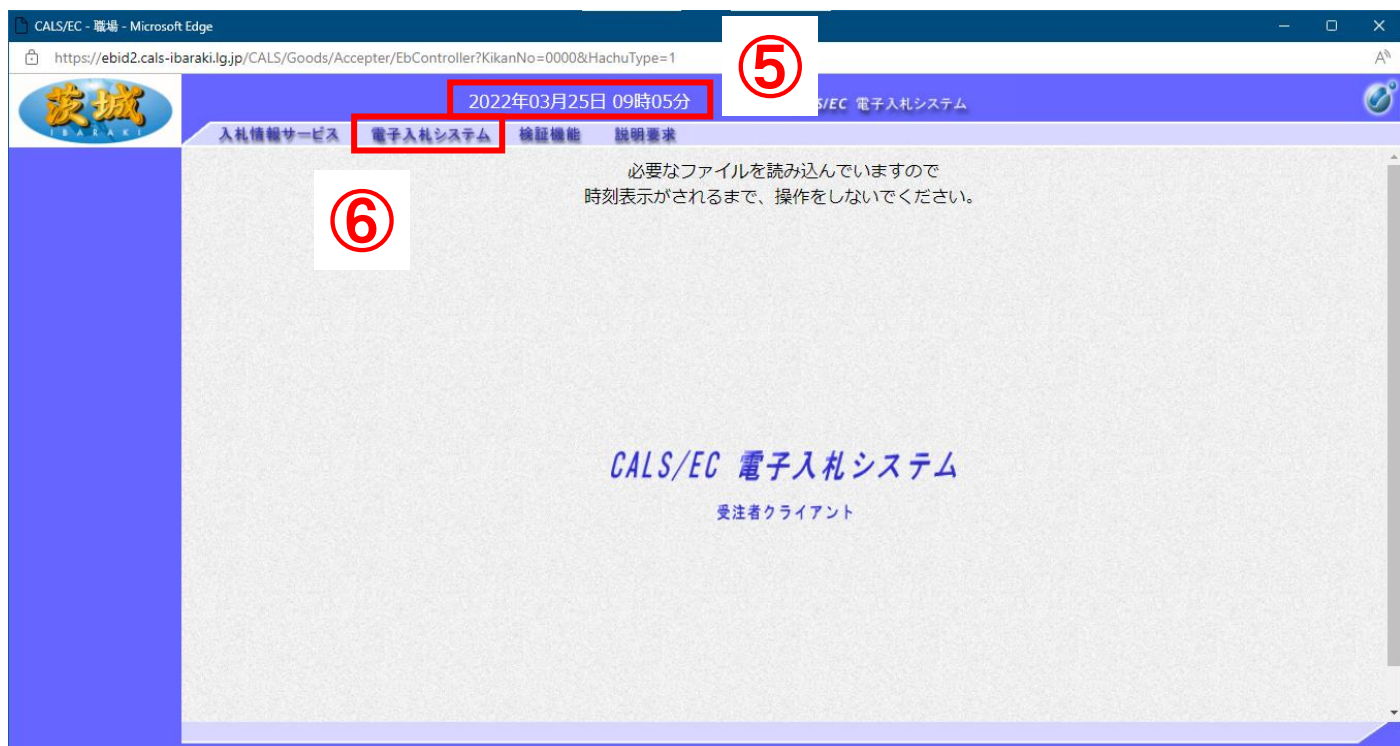 CALS/EC - 職場 - Microsoft Edge
https://ebid2.cals-ibaraki.lg.jp/CALS/Goods/Accepter/EbController?KikanNo=0000&HachuType=1
⑤
茨城
IBARAKI
2022年03月25日 09時05分
S/EC 電子入札システム
入札情報サービス 電子入札システム 検証機能 説明要求
⑥
必要なファイルを読み込んでいますので
時刻表示がされるまで、操作をしないでください。
CALS/EC 電子入札システム
受注者クライアント